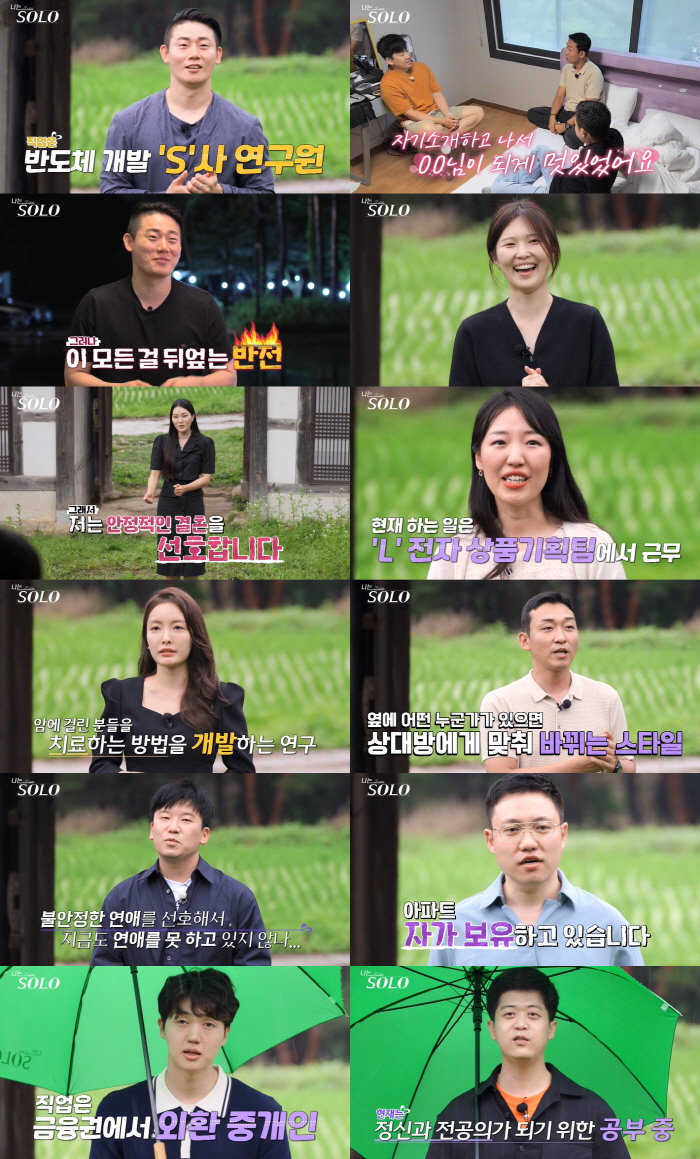 나는 SOLO
직업은
반도체 개발 'S'사 연구원
나는 SOLO
자기소개하고 나서
OO님이 되게 멋있었어요
나는 SOLO
그러나
이 모든 걸 뒤엎는 반전
나는 SOLO
나는 SOLO
그래서
저는 안정적인 결혼을
선호합니다
나는 SOLO
현재 하는 일은
'L' 전자 상품기획팀에서 근무
나는 SOLO
암에 걸린 분들을
치료하는 방법을 개발하는 연구
나는 SOLO
옆에 어떤 누군가가 있으면
상대방에게 맞춰 바뀌는 스타일
나는 SOLO
불안정한 연애를 선호해서
지금도 연애를 못 하고 있지 않나...
나는 SOLO
아파트
자가 보유하고 있습니다
나는 SOLO
나는 SOLO
직업은
금융권에서 외환 중개인
나는 SOLO
현재는
정신과 전공의가 되기 위한 공부 중